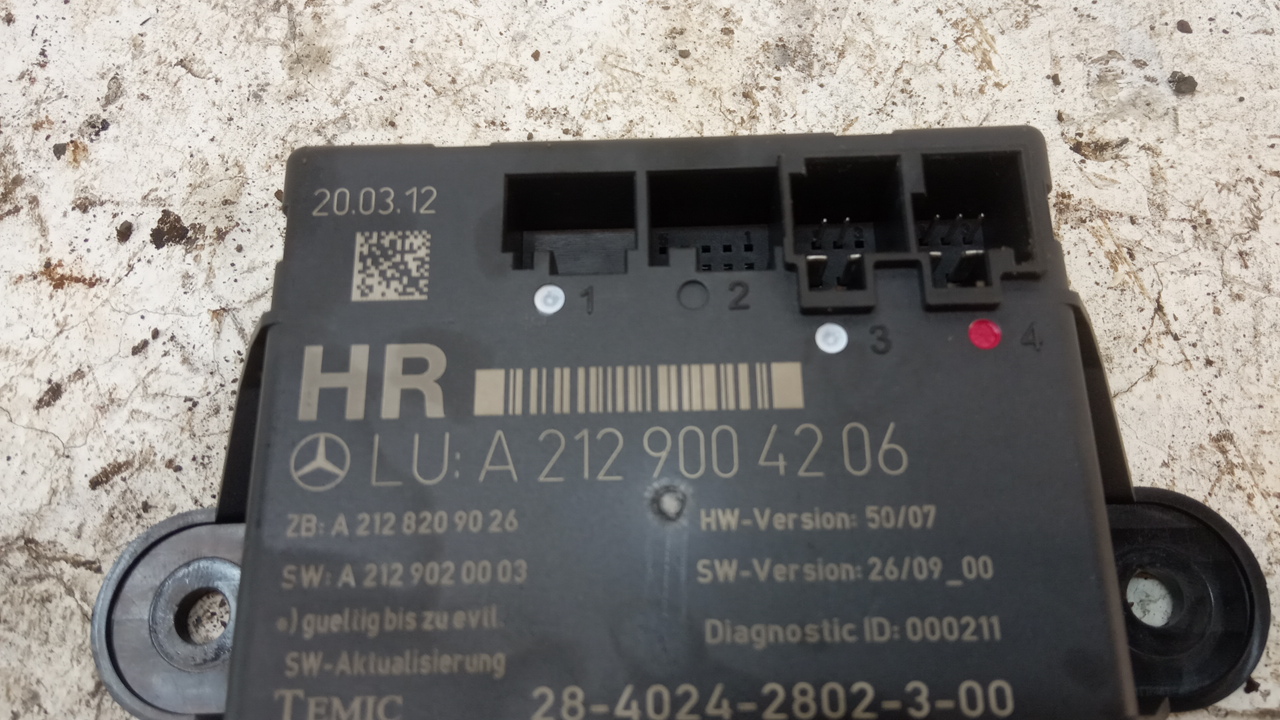 20.03.12
1
2
3
4
HR
LU: A 212 900 42 06
ZB: A 212 820 90 26
HW-Version: 50/07
SW: A 212 902 00 03
SW-Version: 26/09_00
*) gueltig bis zu evtl.
Diagnostic ID: 000211
SW-Aktualisierung
TEMIC
28-4024-2802-3-00